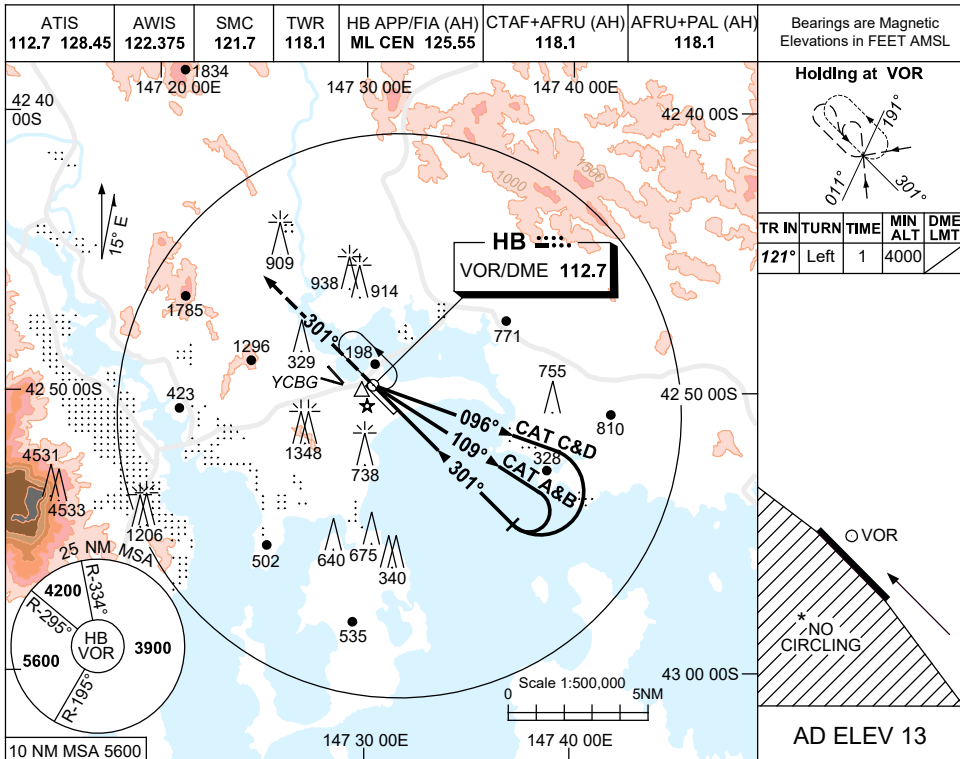 ATIS
112.7 128.45
AWIS
122.375
SMC
121.7
TWR
118.1
HB APP/FIA (AH)
ML CEN 125.55
CTAF+AFRU (AH)
118.1
AFRU+PAL (AH)
118.1
Bearings are Magnetic
Elevations in FEET AMSL
1834
147 20 00E
147 30 00E
147 40 00E
42 40
00S
42 40 00S
1000
1500
15° E
909
938
914
HB
VOR/DME 112.7
1785
301°
771
1296
329
198
YCBG
42 50 00S
42 50 00S
423
755
810
096°
CAT C&D
109°
CAT A&B
301°
328
1348
738
4531
4533
1206
502
640
675
340
535
25 NM MSA
4200
R-334°
R-295°
HB
VOR
3900
5600
R-195°
10 NM MSA 5600
43 00 00S
Scale 1:500,000
0
5NM
147 30 00E
147 40 00E
Holding at VOR
191°
011°
301°
TR IN
TURN
TIME
MIN
ALT
DME
LMT
121°
Left
1
4000
VOR
*
NO
CIRCLING
AD ELEV 13